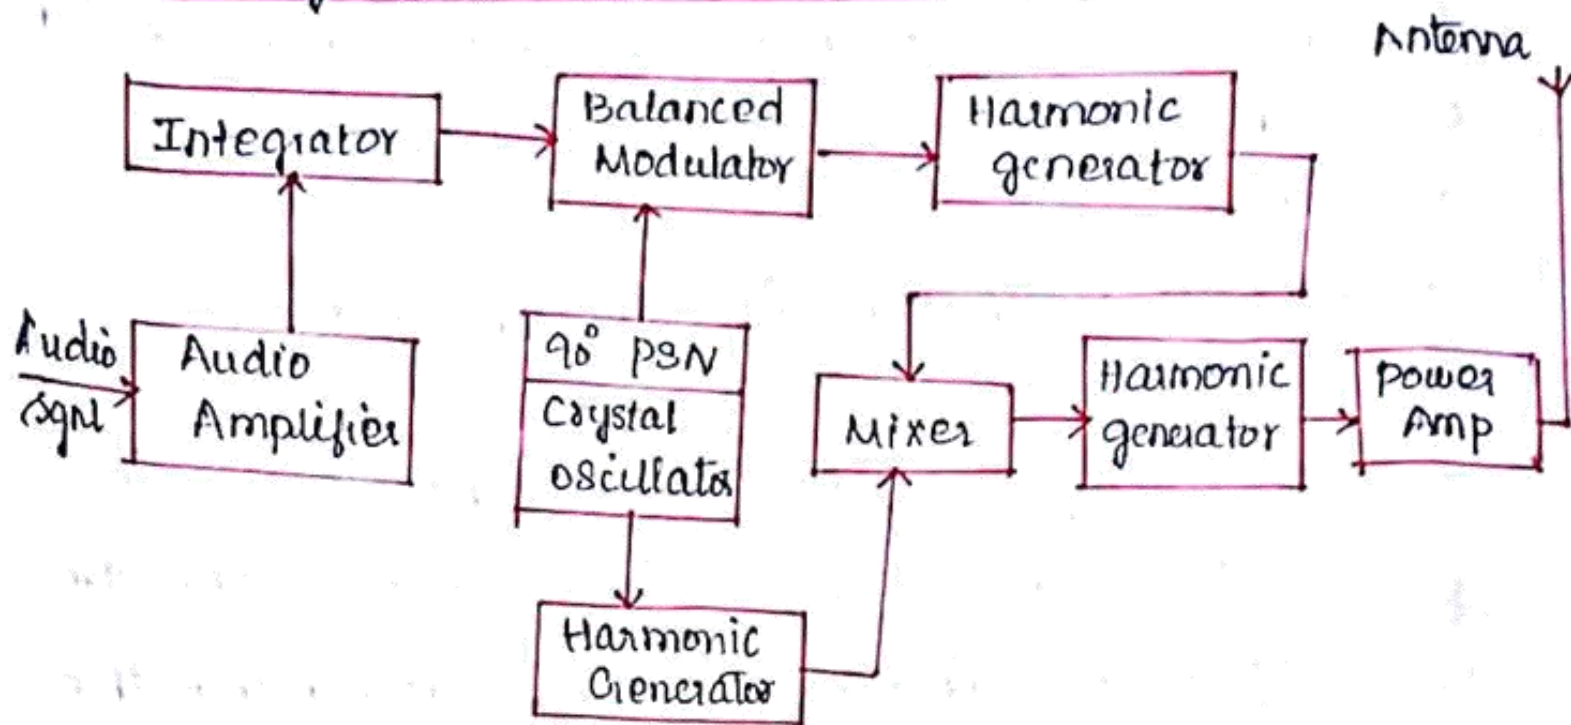 Antenna
Integrator
Balanced
Modulator
Harmonic
generator
Audio
sgnl
Audio
Amplifier
90° PSN
Crystal
oscillator
Mixer
Harmonic
generator
Power
Amp
Harmonic
Generator